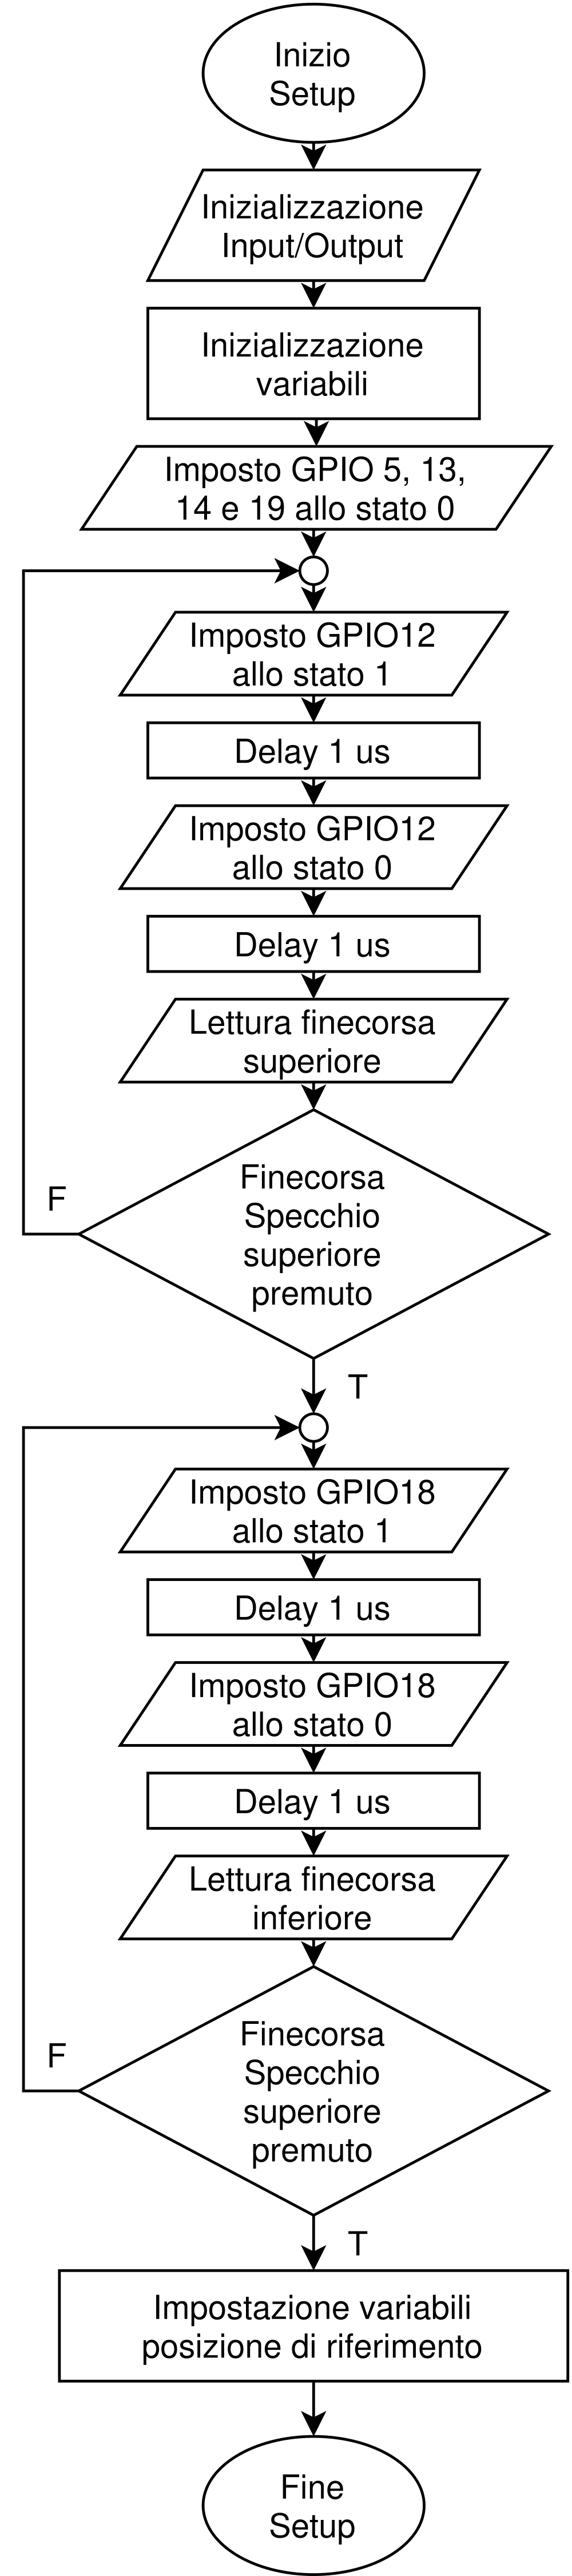 Inizio
Setup
Inizializzazione
Input/Output
Inizializzazione
variabili
Imposto GPIO 5, 13,
14 e 19 allo stato 0
Imposto GPIO12
allo stato 1
Delay 1 us
Imposto GPIO12
allo stato 0
Delay 1 us
Lettura finecorsa
superiore
Finecorsa
Specchio
superiore
premuto
F
T
Imposto GPIO18
allo stato 1
Delay 1 us
Imposto GPIO18
allo stato 0
Delay 1 us
Lettura finecorsa
inferiore
Finecorsa
Specchio
superiore
premuto
F
T
Impostazione variabili
posizione di riferimento
Fine
Setup